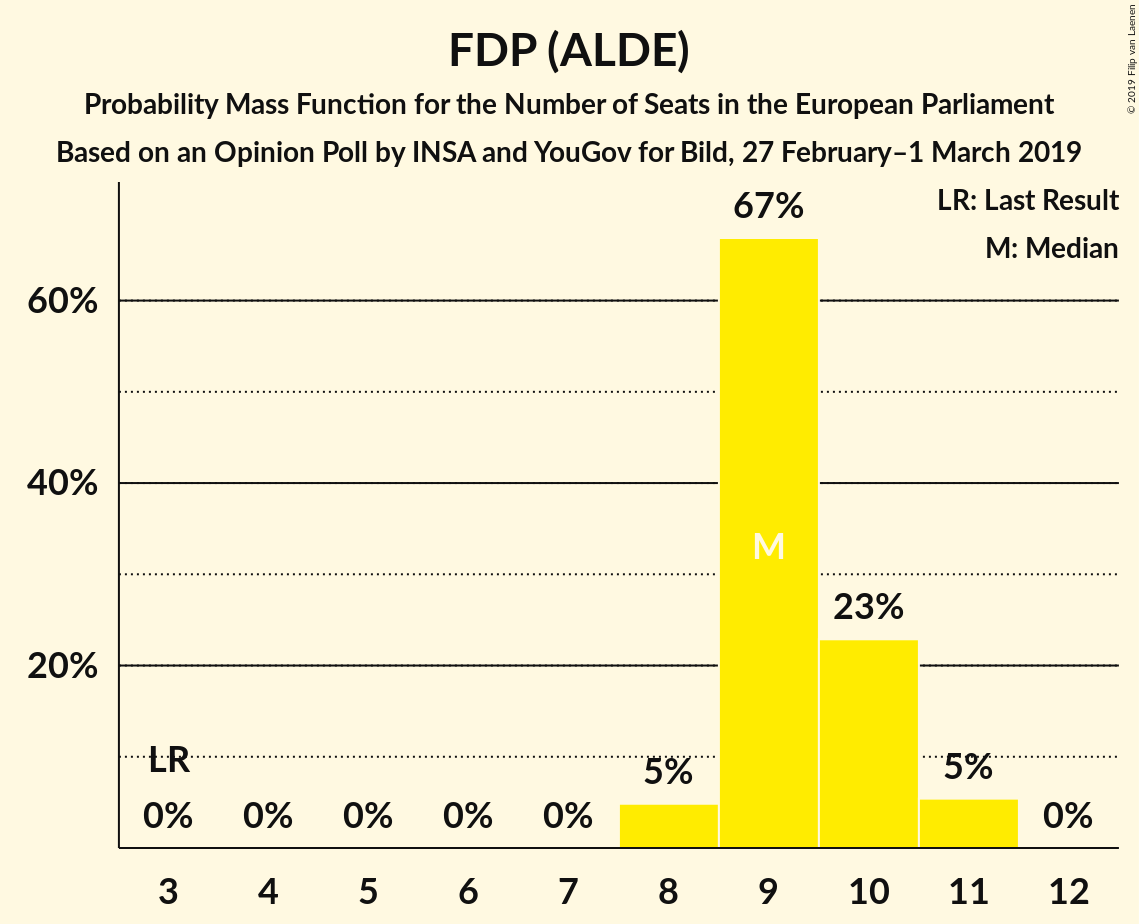 FDP (ALDE)
Probability Mass Function for the Number of Seats in the European Parliament
Based on an Opinion Poll by INSA and YouGov for Bild, 27 February–1 March 2019
© 2019 Filip van Laenen
LR: Last Result
M: Median
60%
40%
20%
67%
M
23%
LR
0%
0%
0%
0%
0%
5%
5%
0%
3
4
5
6
7
8
9
10
11
12